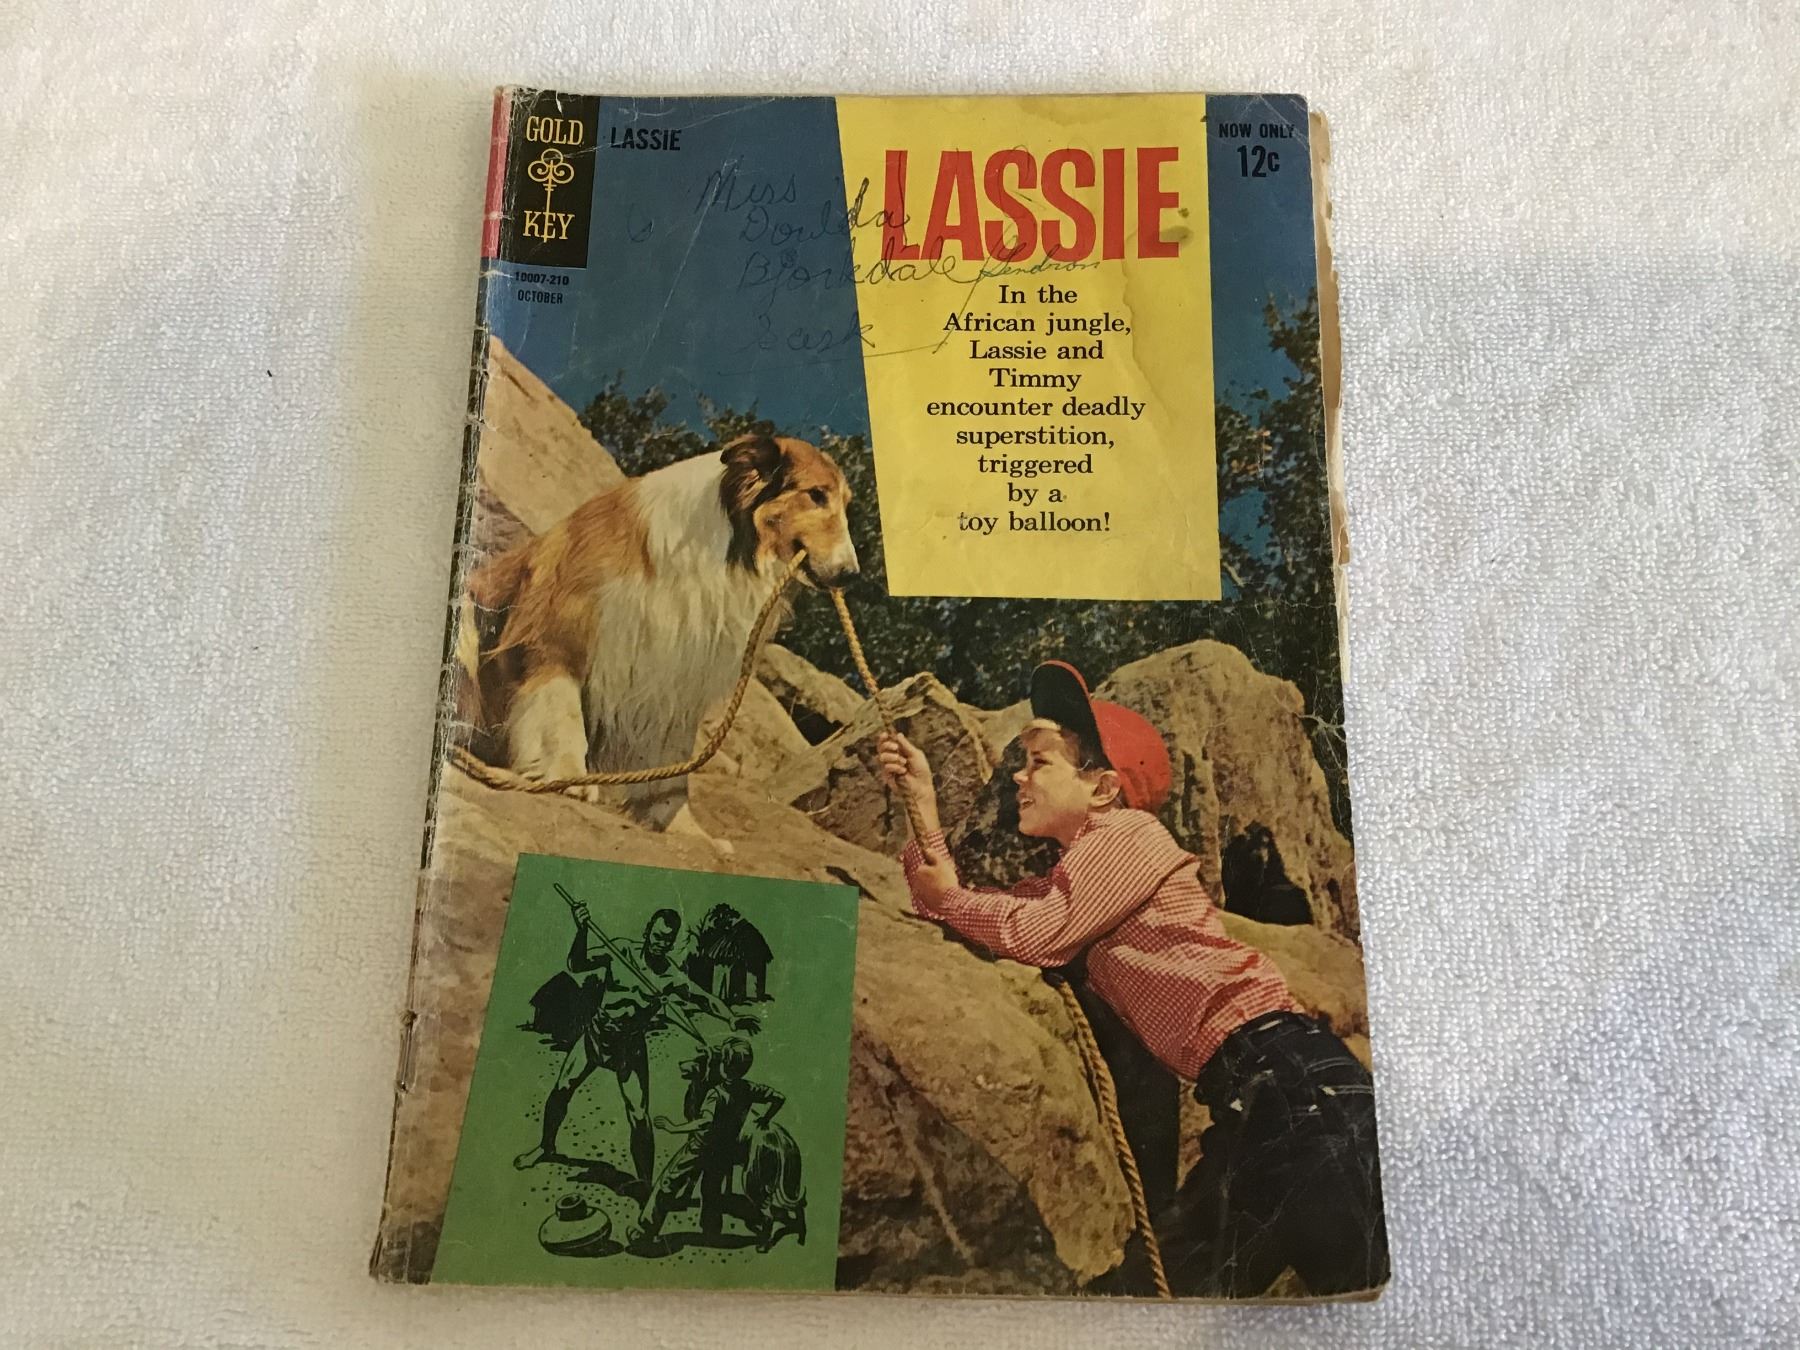 GOLD
KEY
LASSIE
10007-210
OCTOBER
NOW ONLY
12c
LASSIE
In the
African jungle,
Lassie and
Timmy
encounter deadly
superstition,
triggered
by a
toy balloon!
Miss
Doulda
Bjorkdale
Sask